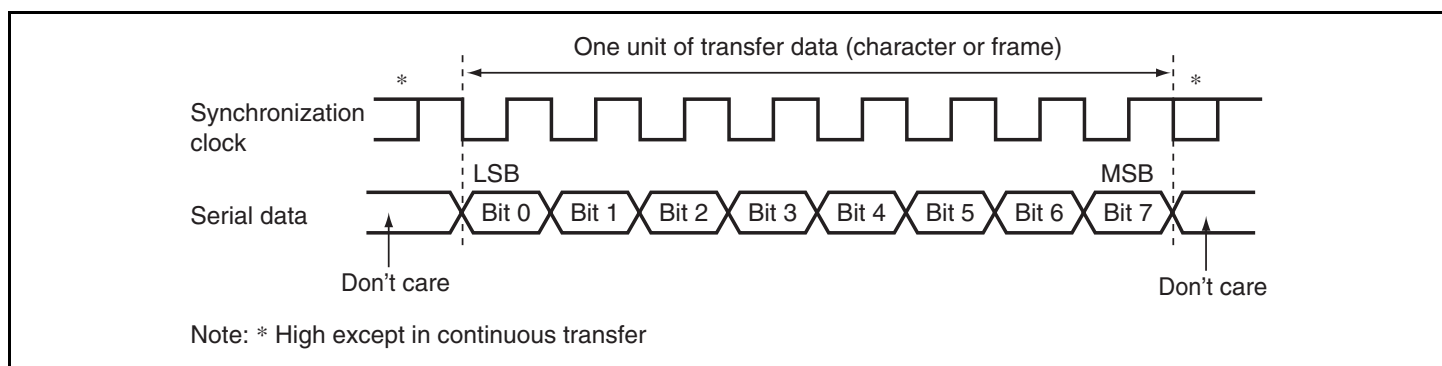 One unit of transfer data (character or frame)
* *
Synchronization
clock
LSB MSB
Serial data Bit 0 Bit 1 Bit 2 Bit 3 Bit 4 Bit 5 Bit 6 Bit 7
Don't care Don't care
Note: * High except in continuous transfer